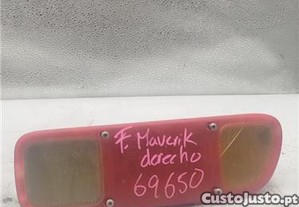 F. Maverik
derecho
69650
CustoJusto.pt